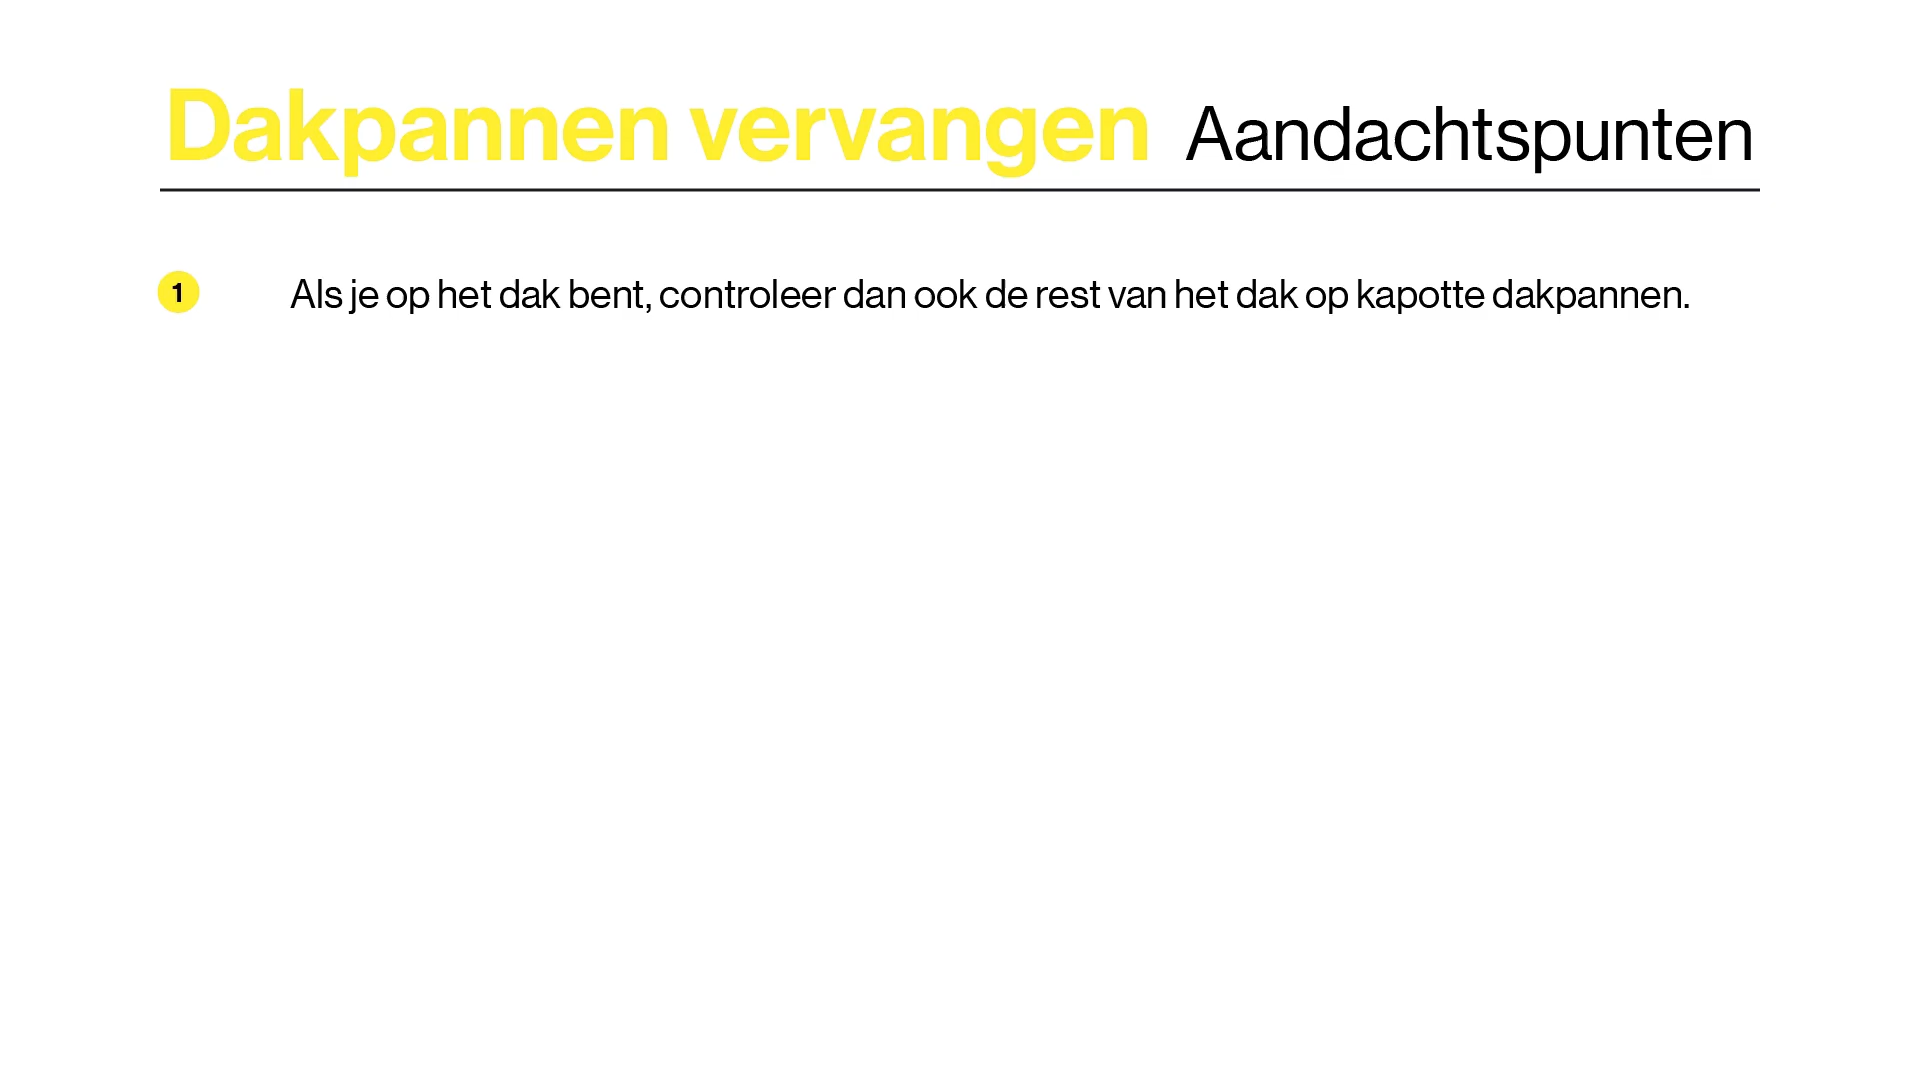 Dakpannen vervangen Aandachtspunten
1 Als je op het dak bent, controleer dan ook de rest van het dak op kapotte dakpannen.